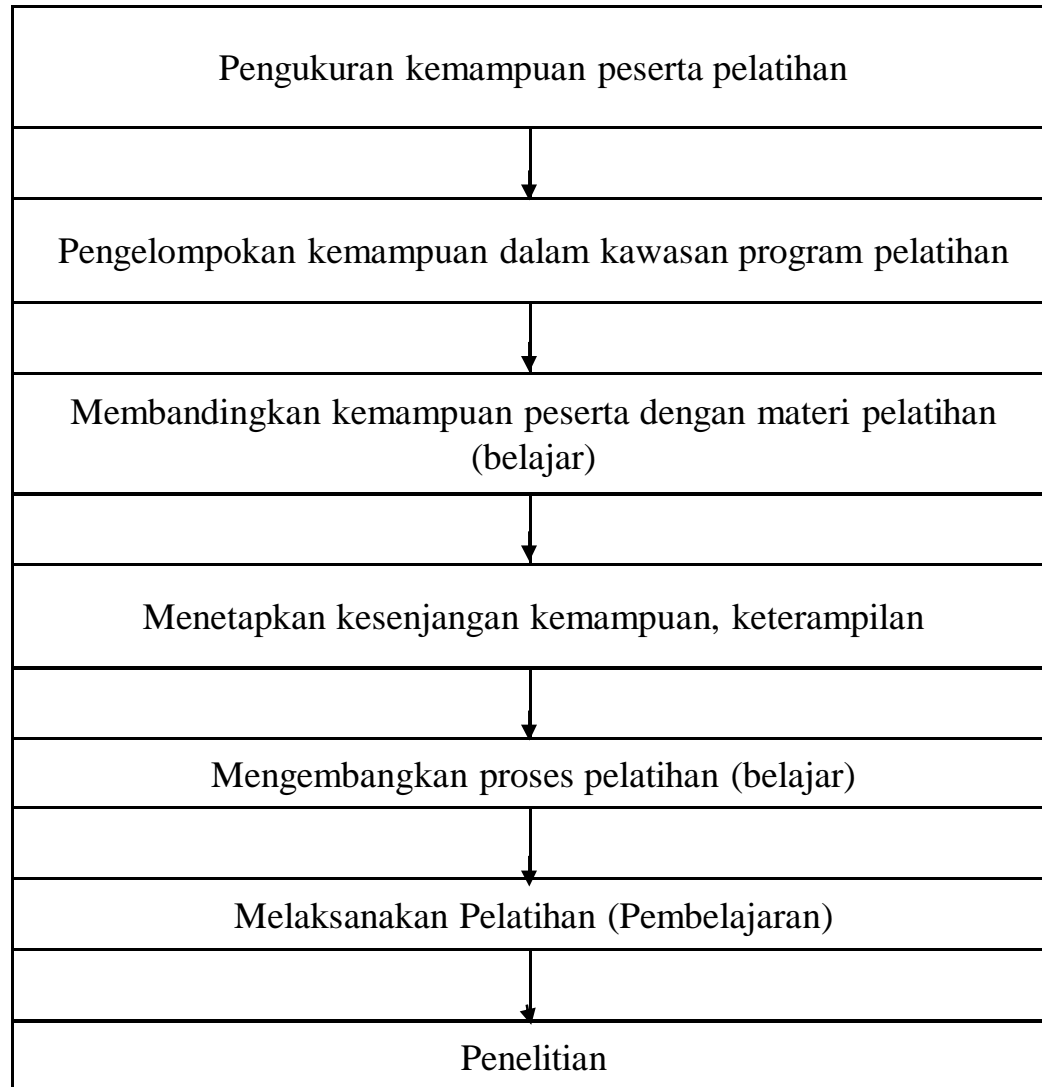 Pengukuran kemampuan peserta pelatihan
Pengelompokan kemampuan dalam kawasan program pelatihan
Membandingkan kemampuan peserta dengan materi pelatihan
(belajar)
Menetapkan kesenjangan kemampuan, keterampilan
Mengembangkan proses pelatihan (belajar)
Melaksanakan Pelatihan (Pembelajaran)
Penelitian